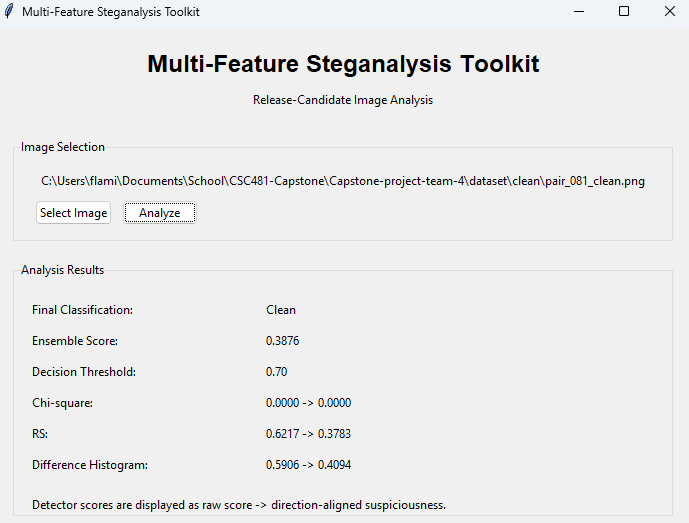 Multi-Feature Steganalysis Toolkit
Multi-Feature Steganalysis Toolkit
Release-Candidate Image Analysis
Image Selection
C:\Users\flami\Documents\School\CSC481-Capstone\Capstone-project-team-4\dataset\clean\pair_081_clean.png
Select Image Analyze
Analysis Results
Final Classification: Clean
Ensemble Score: 0.3876
Decision Threshold: 0.70
Chi-square: 0.0000 -> 0.0000
RS: 0.6217 -> 0.3783
Difference Histogram: 0.5906 -> 0.4094
Detector scores are displayed as raw score -> direction-aligned suspiciousness.